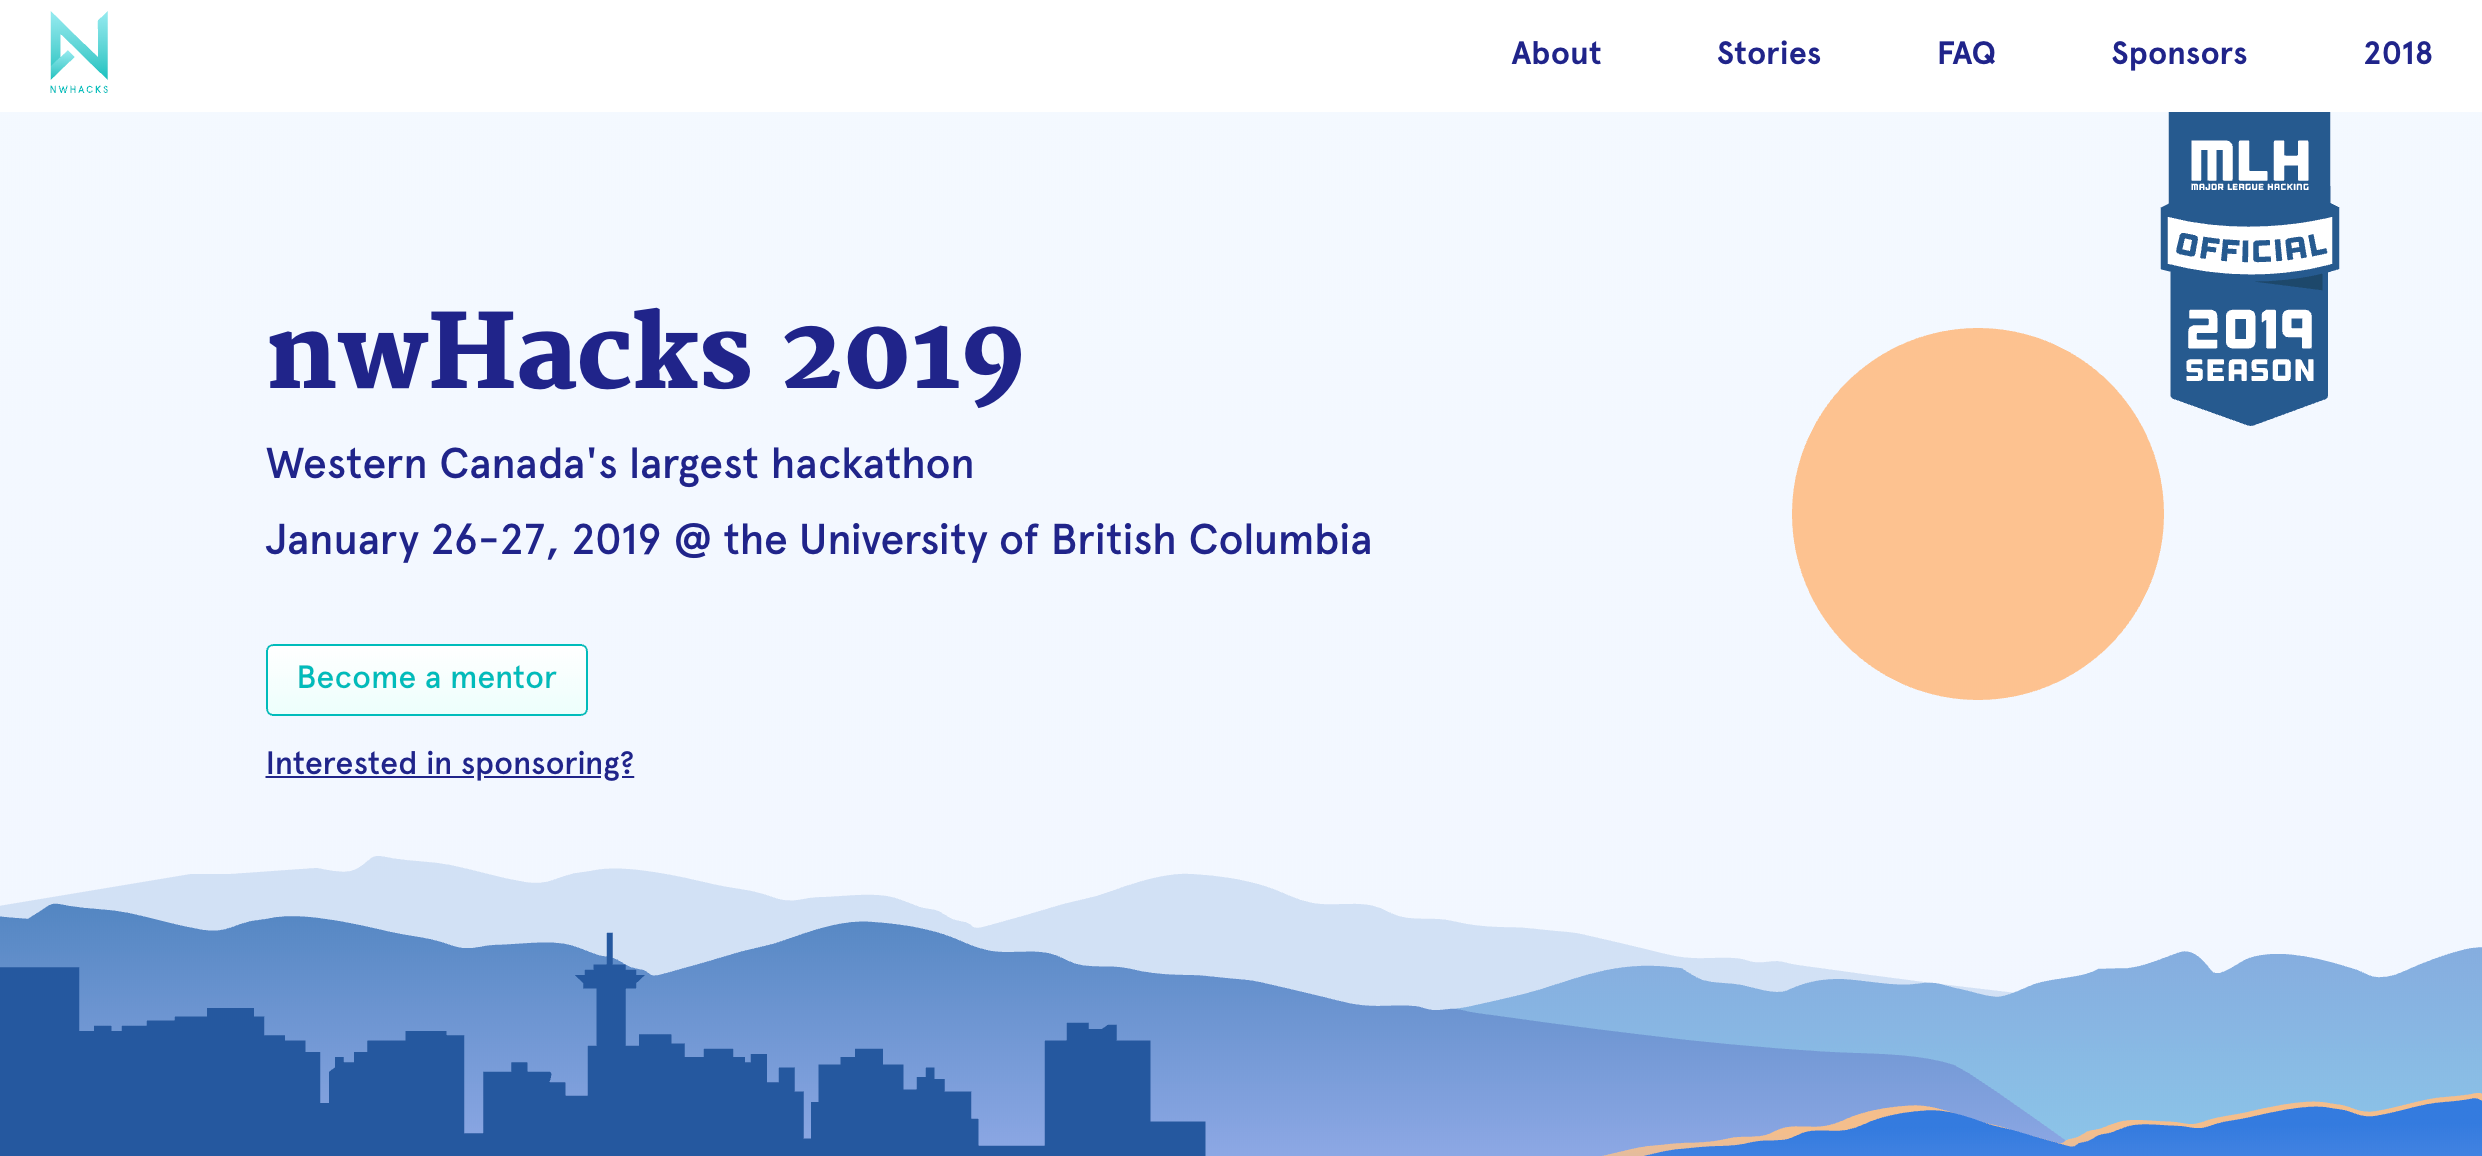 NWHACKS
About
Stories
FAQ
Sponsors
2018
MLH
MAJOR LEAGUE HACKING
OFFICIAL
2019
SEASON
nwHacks 2019
Western Canada's largest hackathon
January 26-27, 2019 @ the University of British Columbia
Become a mentor
Interested in sponsoring?